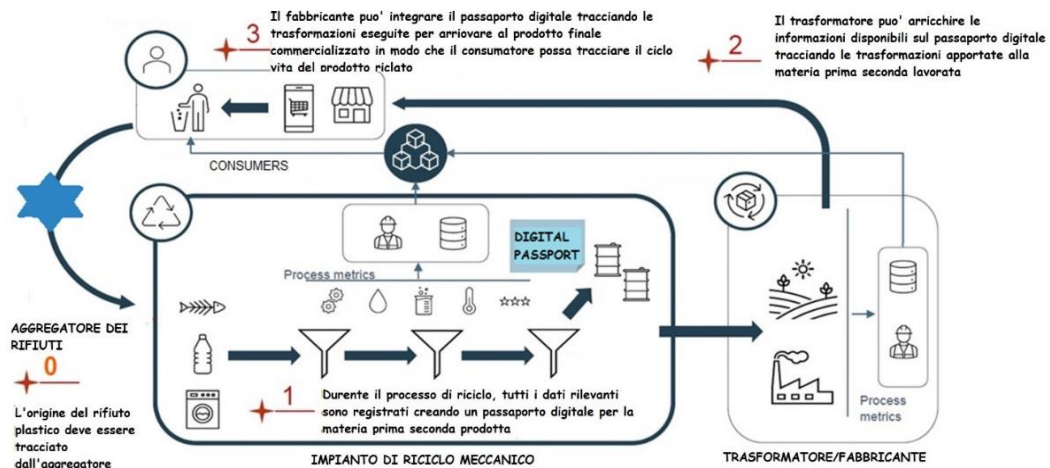 3
Il fabbricante puo' integrare il passaporto digitale tracciando le
trasformazioni eseguite per arriovare al prodotto finale
commercializzato in modo che il consumatore possa tracciare il ciclo
vita del prodotto riclato
2
Il trasformatore puo' arricchire le
informazioni disponibili sul passaporto digitale
tracciando le trasformazioni apportate alla
materia prima seconda lavorata
CONSUMERS
DIGITAL
PASSPORT
Process metrics
AGGREGATORE DEI
RIFIUTI
0
L'origine del rifiuto
plastico deve essere
tracciato
dall'aggregatore
1
Durente il processo di riciclo, tutti i dati rilevanti
sono registrati creando un passaporto digitale per la
materia prima seconda prodotta
IMPIANTO DI RICICLO MECCANICO
Process
metrics
TRASFORMATORE/FABBRICANTE